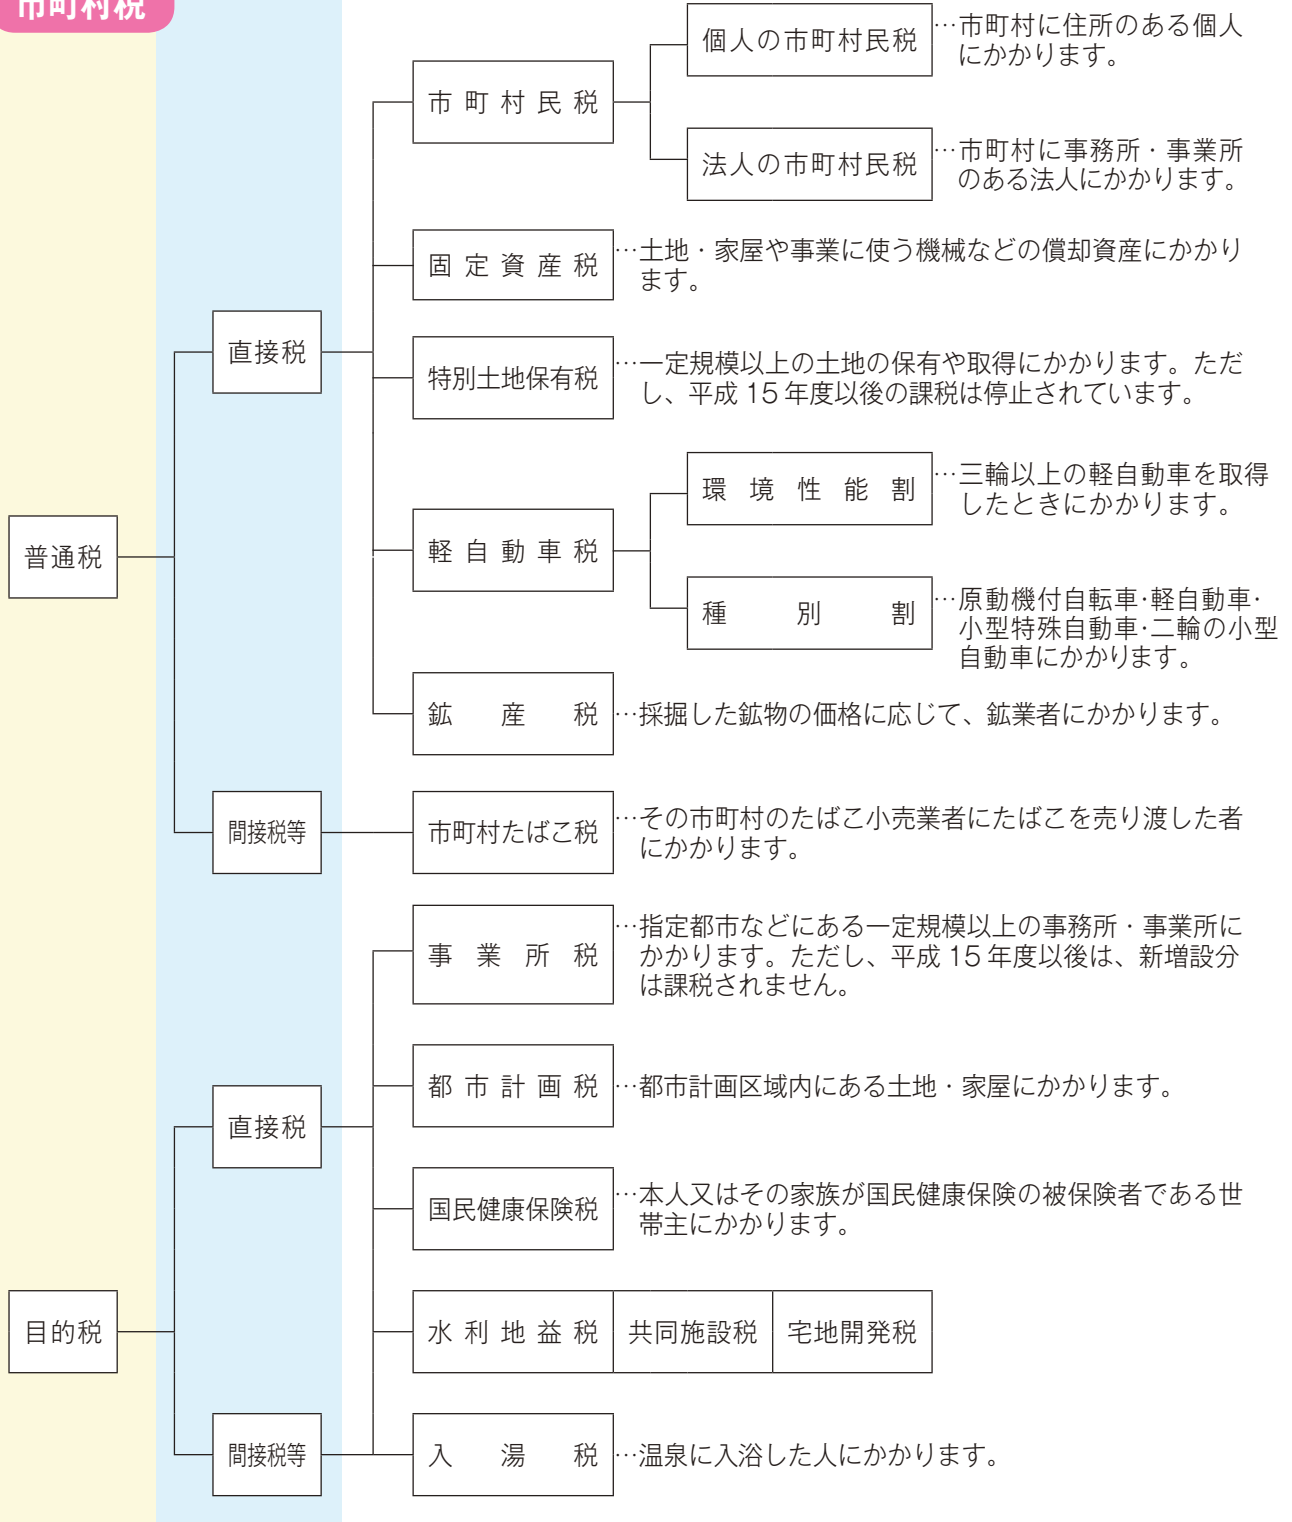 市町村税
普通税
直接税
市町村民税
個人の市町村民税
…市町村に住所のある個人
にかかります。
法人の市町村民税
…市町村に事務所・事業所
のある法人にかかります。
固定資産税
…土地・家屋や事業に使う機械などの償却資産にかかり
ます。
特別土地保有税
…一定規模以上の土地の保有や取得にかかります。ただ
し、平成 15 年度以後の課税は停止されています。
軽自動車税
環境性能割
…三輪以上の軽自動車を取得
したときにかかります。
種別割
…原動機付自転車・軽自動車・
小型特殊自動車・二輪の小型
自動車にかかります。
鉱産税
…採掘した鉱物の価格に応じて、鉱業者にかかります。
間接税等
市町村たばこ税
…その市町村のたばこ小売業者にたばこを売り渡した者
にかかります。
目的税
直接税
事業所税
…指定都市などにある一定規模以上の事務所・事業所に
かかります。ただし、平成 15 年度以後は、新増設分
は課税されません。
都市計画税
…都市計画区域内にある土地・家屋にかかります。
国民健康保険税
…本人又はその家族が国民健康保険の被保険者である世
帯主にかかります。
水利地益税
共同施設税
宅地開発税
間接税等
入湯税
…温泉に入浴した人にかかります。